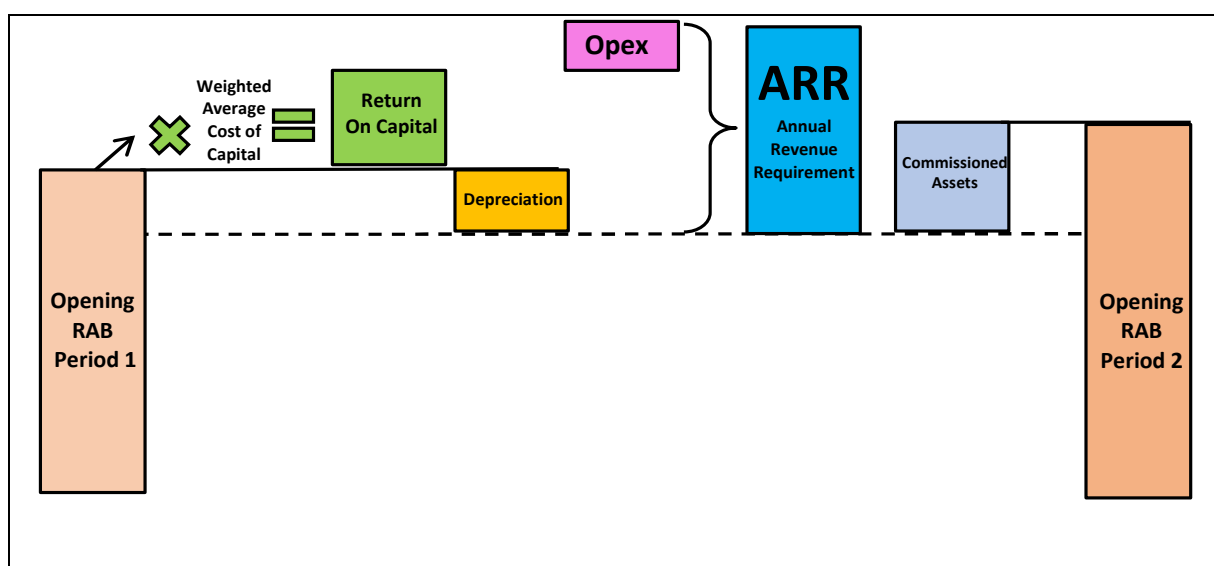 Opening
RAB
Period 1
Weighted
Average
Cost of
Capital
Return
On Capital
Depreciation
Opex
ARR
Annual
Revenue
Requirement
Commissioned
Assets
Opening
RAB
Period 2